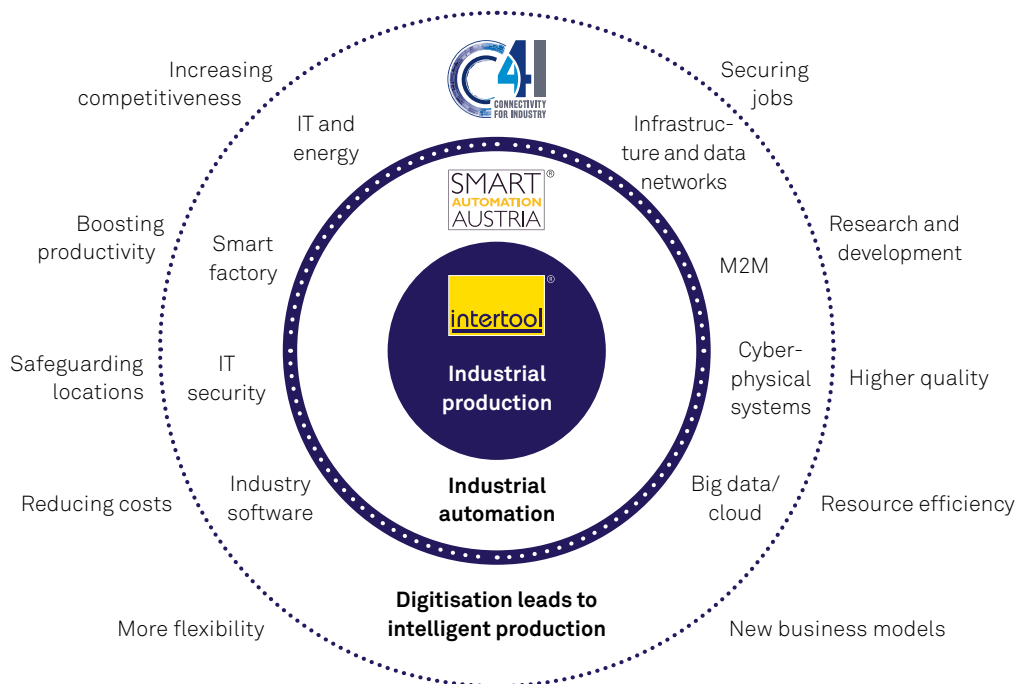 Increasing
competitiveness
C4I
CONNECTIVITY
FOR INDUSTRY
Securing
jobs
IT and
energy
Infrastruc-
ture and data
networks
SMART ®
AUTOMATION
AUSTRIA
Boosting
productivity
Smart
factory
M2M
Research and
development
intertool ®
Safeguarding
locations
IT
security
Industrial
production
Cyber-
physical
systems
Higher quality
Reducing costs
Industry
software
Industrial
automation
Big data/
cloud
Resource efficiency
More flexibility
Digitisation leads to
intelligent production
New business models